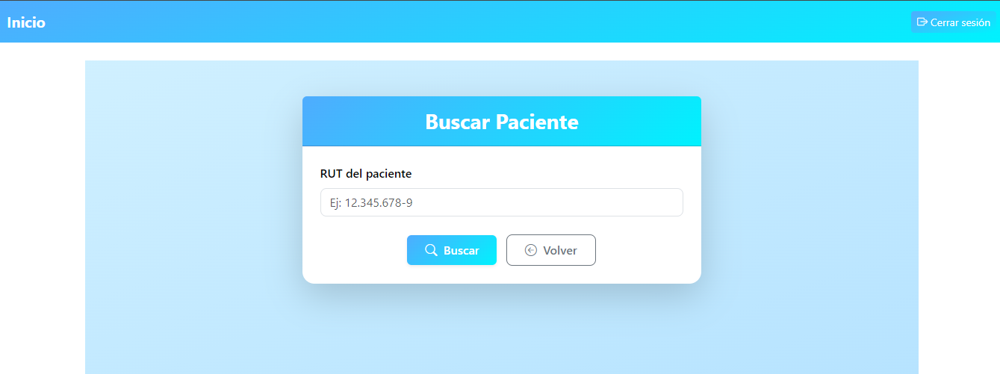 Inicio
Cerrar sesión
Buscar Paciente
RUT del paciente
Ej: 12.345.678-9
Buscar
Volver